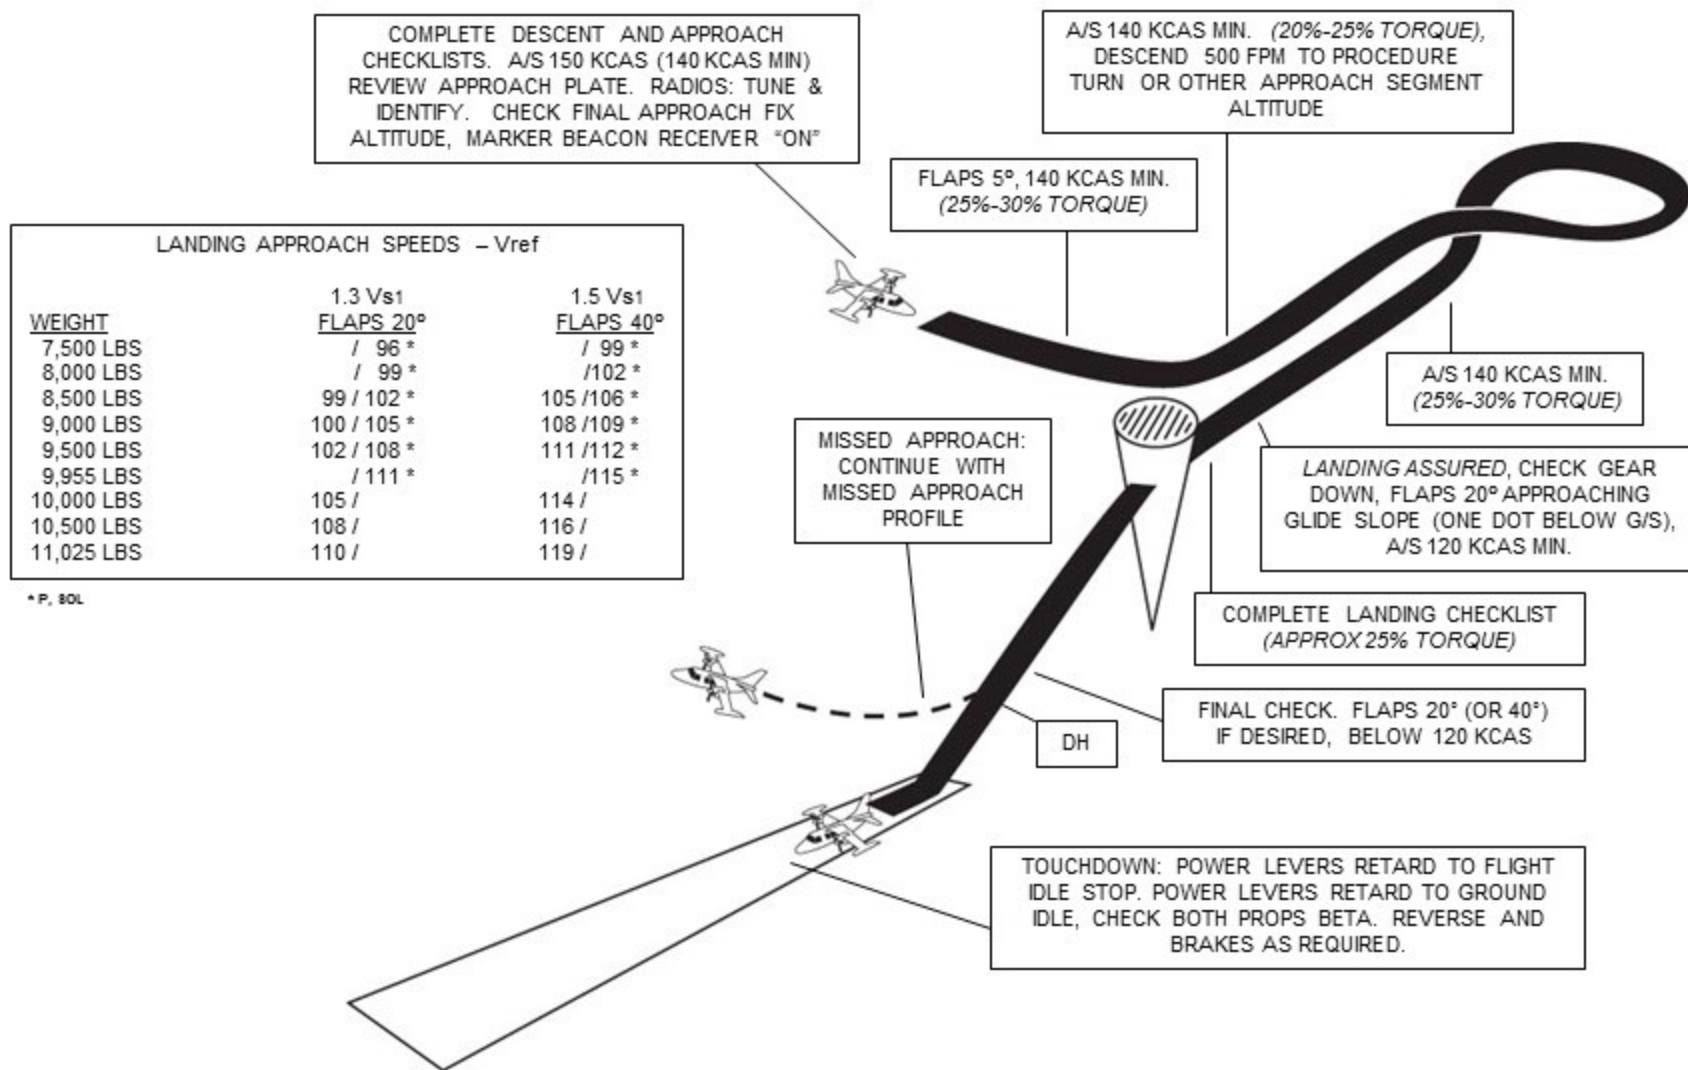 COMPLETE DESCENT AND APPROACH
CHECKLISTS. A/S 150 KCAS (140 KCAS MIN)
REVIEW APPROACH PLATE. RADIOS: TUNE &
IDENTIFY. CHECK FINAL APPROACH FIX
ALTITUDE, MARKER BEACON RECEIVER "ON"
A/S 140 KCAS MIN. (20%-25% TORQUE),
DESCEND 500 FPM TO PROCEDURE
TURN OR OTHER APPROACH SEGMENT
ALTITUDE
FLAPS 5º, 140 KCAS MIN.
(25%-30% TORQUE)
LANDING APPROACH SPEEDS – Vref
1.3 Vs1 1.5 Vs1
WEIGHT FLAPS 20º FLAPS 40º
7,500 LBS / 96 * / 99 *
8,000 LBS / 99 * /102 *
8,500 LBS 99 / 102 * 105 /106 *
9,000 LBS 100 / 105 * 108 /109 *
9,500 LBS 102 / 108 * 111 /112 *
9,955 LBS / 111 * /115 *
10,000 LBS 105 / 114 /
10,500 LBS 108 / 116 /
11,025 LBS 110 / 119 /
* P, SOL
A/S 140 KCAS MIN.
(25%-30% TORQUE)
MISSED APPROACH:
CONTINUE WITH
MISSED APPROACH
PROFILE
LANDING ASSURED, CHECK GEAR
DOWN, FLAPS 20º APPROACHING
GLIDE SLOPE (ONE DOT BELOW G/S),
A/S 120 KCAS MIN.
COMPLETE LANDING CHECKLIST
(APPROX 25% TORQUE)
FINAL CHECK. FLAPS 20° (OR 40°)
IF DESIRED, BELOW 120 KCAS
DH
TOUCHDOWN: POWER LEVERS RETARD TO FLIGHT
IDLE STOP. POWER LEVERS RETARD TO GROUND
IDLE, CHECK BOTH PROPS BETA. REVERSE AND
BRAKES AS REQUIRED.